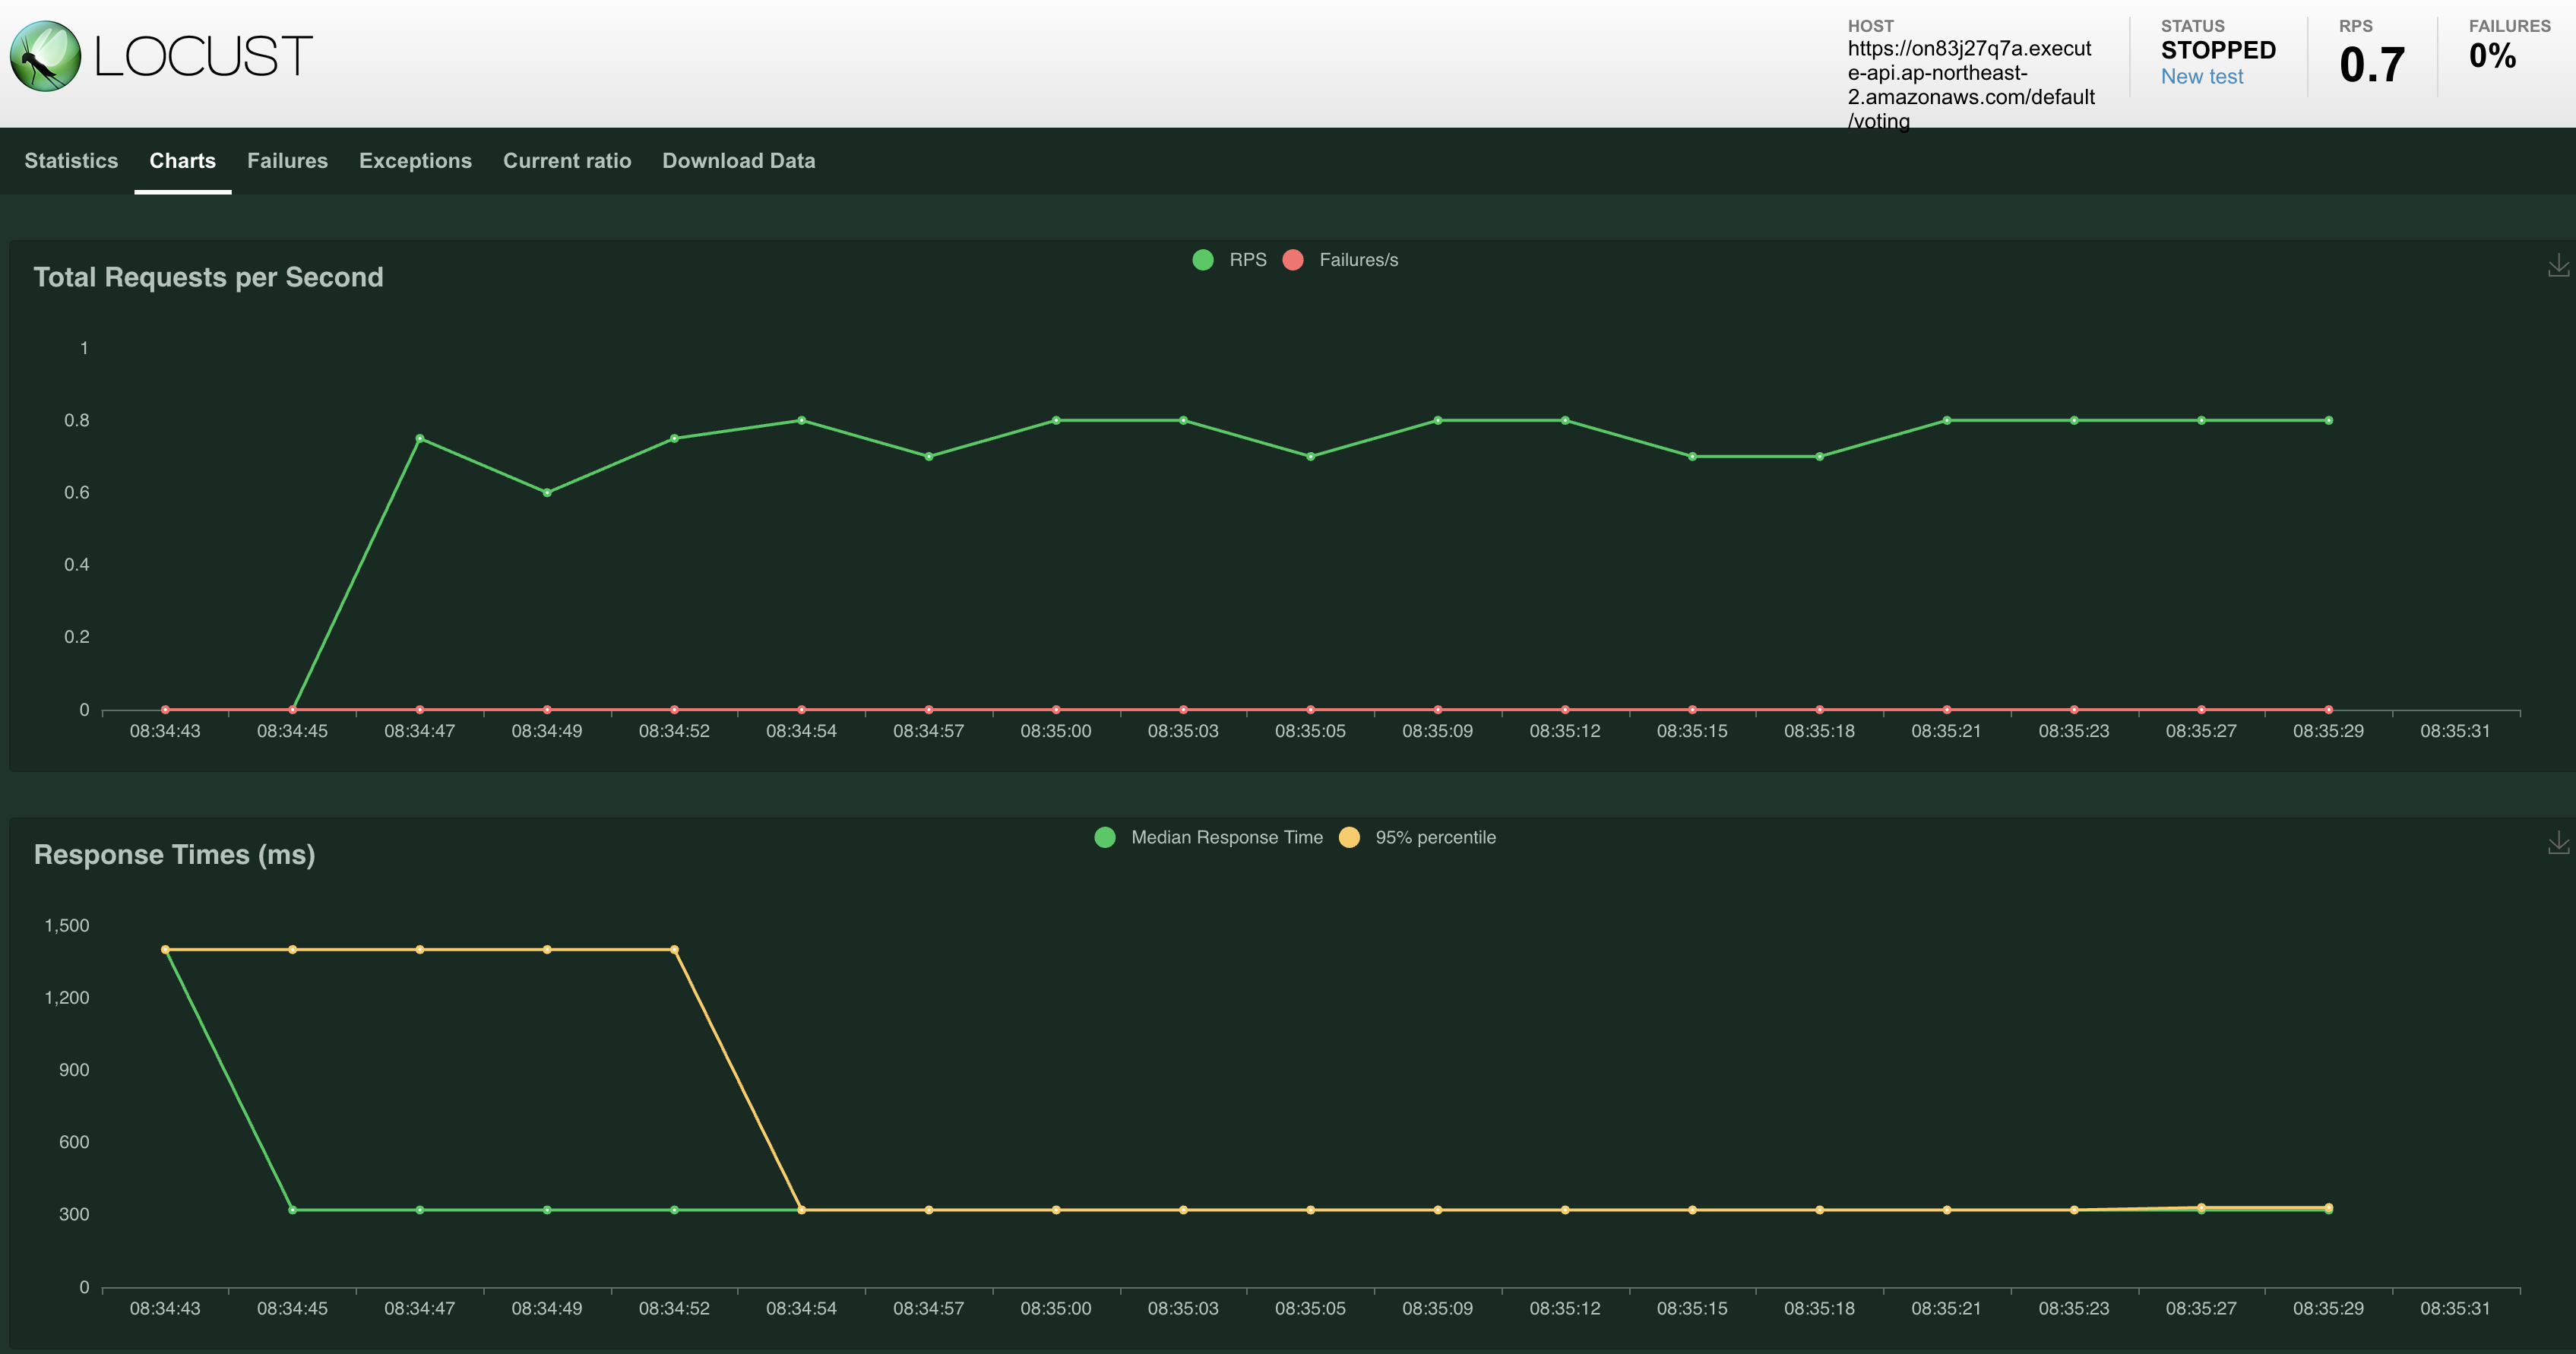 LOCUST
HOST
https://on83j27q7a.execut
e-api.ap-northeast-
2.amazonaws.com/default
/voting
STATUS
STOPPED
New test
RPS
0.7
FAILURES
0%
Statistics Charts Failures Exceptions Current ratio Download Data
Total Requests per Second
RPS Failures/s
1
0.8
0.6
0.4
0.2
0
08:34:43 08:34:45 08:34:47 08:34:49 08:34:52 08:34:54 08:34:57 08:35:00 08:35:03 08:35:05 08:35:09 08:35:12 08:35:15 08:35:18 08:35:21 08:35:23 08:35:27 08:35:29 08:35:31
Response Times (ms)
Median Response Time 95% percentile
1,500
1,200
900
600
300
0
08:34:43 08:34:45 08:34:47 08:34:49 08:34:52 08:34:54 08:34:57 08:35:00 08:35:03 08:35:05 08:35:09 08:35:12 08:35:15 08:35:18 08:35:21 08:35:23 08:35:27 08:35:29 08:35:31